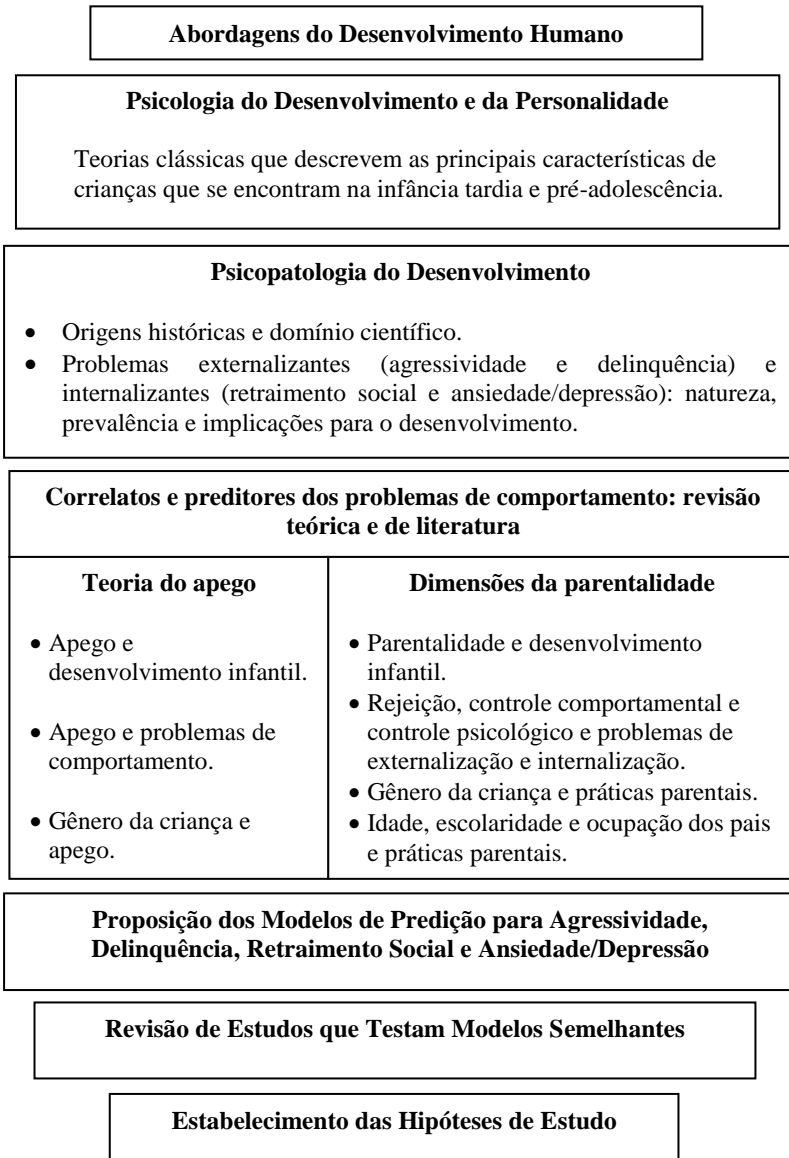 Abordagens do Desenvolvimento Humano
Psicologia do Desenvolvimento e da Personalidade
Teorias clássicas que descrevem as principais características de
crianças que se encontram na infância tardia e pré-adolescência.
Psicopatologia do Desenvolvimento
• Origens históricas e domínio científico.
• Problemas externalizantes (agressividade e delinquência) e
internalizantes (retraimento social e ansiedade/depressão): natureza,
prevalência e implicações para o desenvolvimento.
Correlatos e preditores dos problemas de comportamento: revisão
teórica e de literatura
Teoria do apego
• Apego e
desenvolvimento infantil.
• Apego e problemas de
comportamento.
• Gênero da criança e
apego.
Dimensões da parentalidade
• Parentalidade e desenvolvimento
infantil.
• Rejeição, controle comportamental e
controle psicológico e problemas de
externalização e internalização.
• Gênero da criança e práticas parentais.
• Idade, escolaridade e ocupação dos pais
e práticas parentais.
Proposição dos Modelos de Predição para Agressividade,
Delinquência, Retraimento Social e Ansiedade/Depressão
Revisão de Estudos que Testam Modelos Semelhantes
Estabelecimento das Hipóteses de Estudo